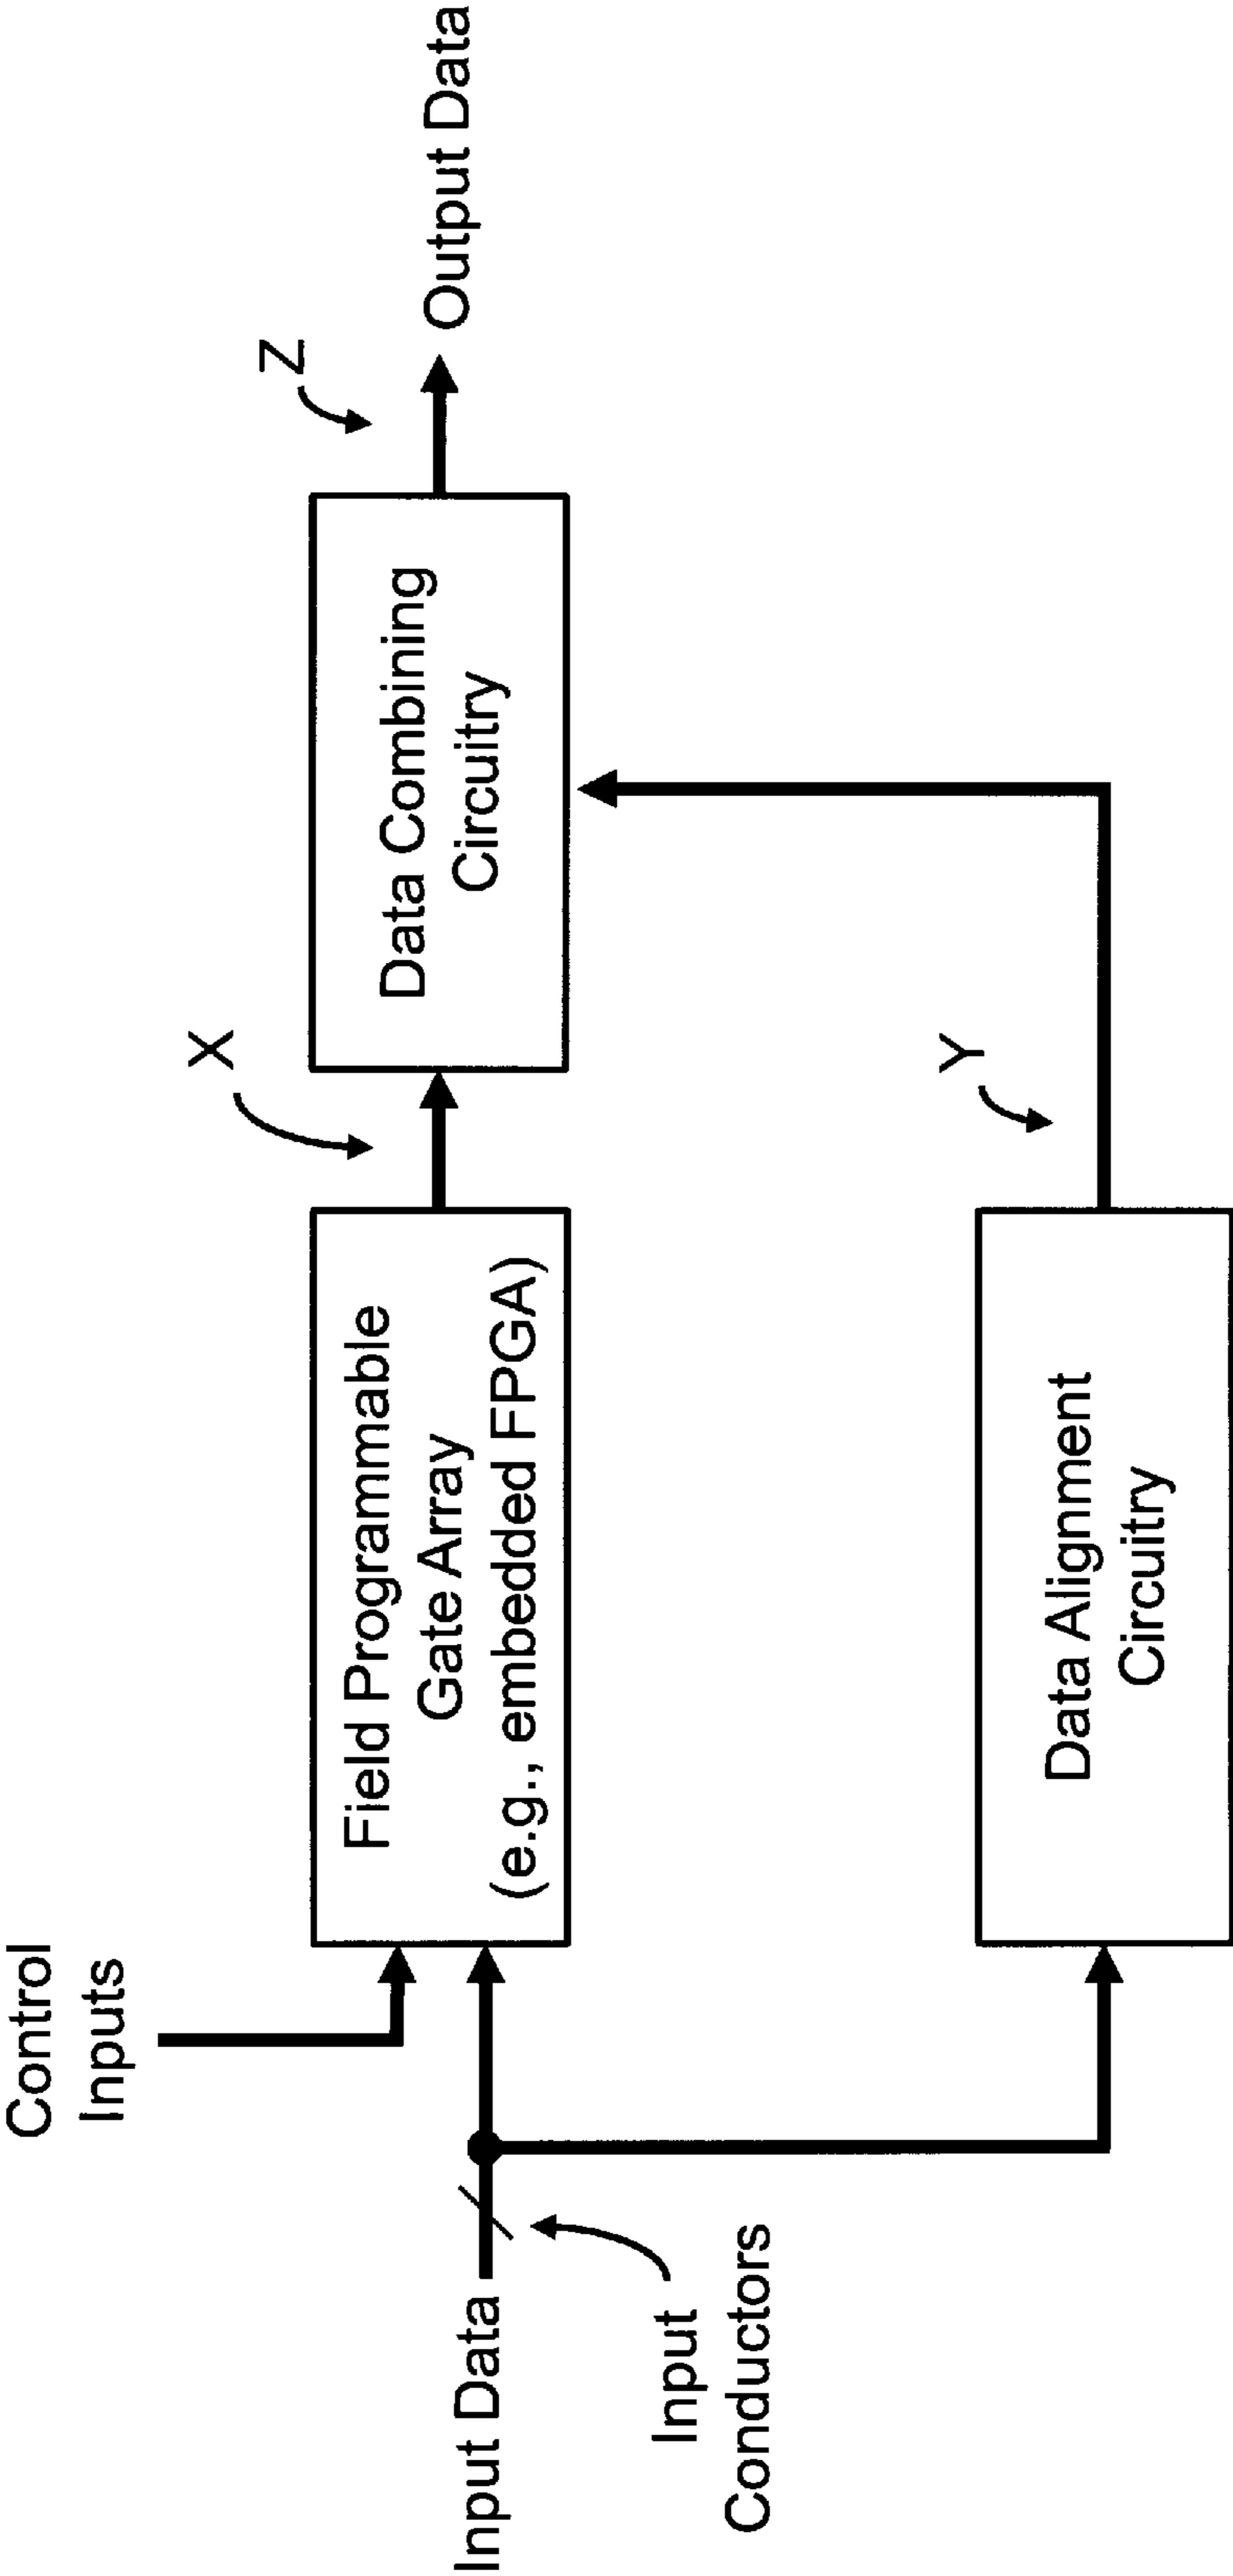 Control
Inputs
Input Data
Input
Conductors
Field Programmable
Gate Array
(e.g., embedded FPGA)
X
Data Combining
Circuitry
Z
Output Data
Data Alignment
Circuitry
Y